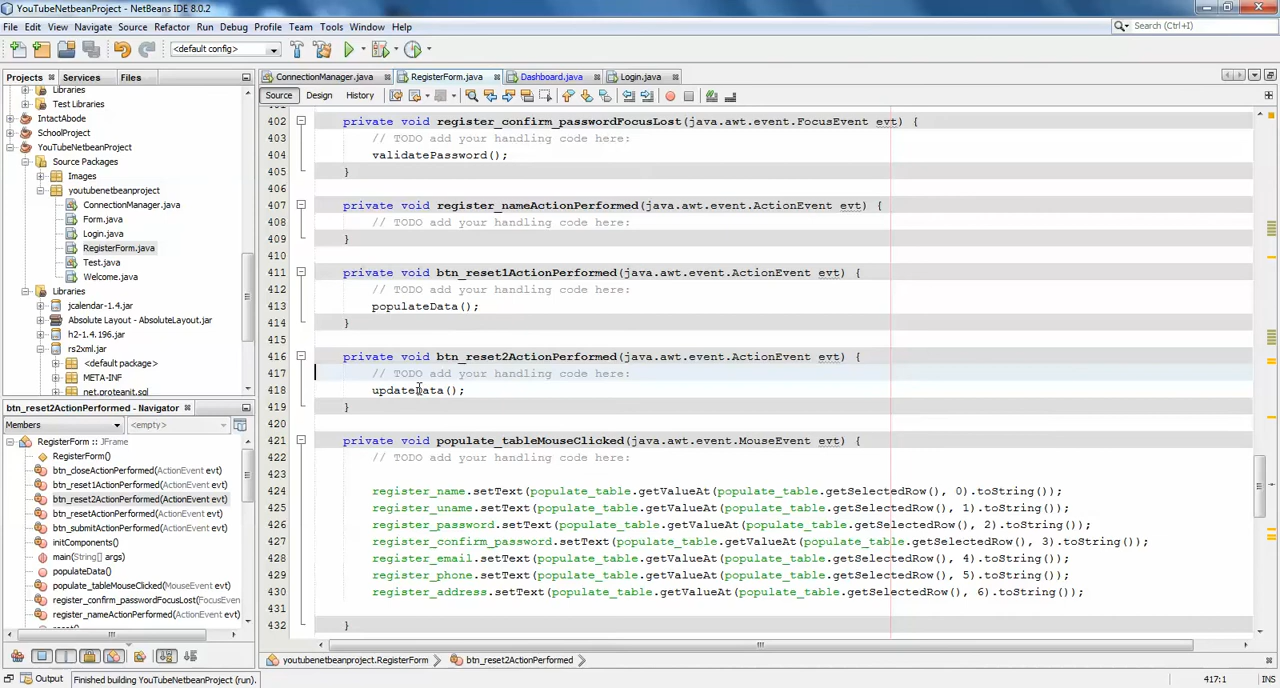 YouTubeNetbeanProject - NetBeans IDE 8.0.2
File Edit View Navigate Source Refactor Run Debug Profile Team Tools Window Help
Search (Ctrl+I)
<default config>
Projects Services Files
ConnectionManager.java RegisterForm.java Dashboard.java Login.java
Source Design History
Libraries
Test Libraries
IntactAbode
SchoolProject
YouTubeNetbeanProject
Source Packages
Images
youtubenetbeanproject
ConnectionManager.java
Form.java
Login.java
RegisterForm.java
Test.java
Welcome.java
Libraries
jcalendar-1.4.jar
Absolute Layout - AbsoluteLayout.jar
h2-1.4.196.jar
rs2xml.jar
<default package>
META-INF
net.proteanit.sql
402 private void register_confirm_passwordFocusLost(java.awt.event.FocusEvent evt) {
403 // TODO add your handling code here:
404 validatePassword();
405 }
406
407 private void register_nameActionPerformed(java.awt.event.ActionEvent evt) {
408 // TODO add your handling code here:
409 }
410
411 private void btn_reset1ActionPerformed(java.awt.event.ActionEvent evt) {
412 // TODO add your handling code here:
413 populateData();
414 }
415
416 private void btn_reset2ActionPerformed(java.awt.event.ActionEvent evt) {
417 // TODO add your handling code here:
418 updateData();
419 }
420
421 private void populate_tableMouseClicked(java.awt.event.MouseEvent evt) {
422 // TODO add your handling code here:
423
424 register_name.setText(populate_table.getValueAt(populate_table.getSelectedRow(), 0).toString());
425 register_uname.setText(populate_table.getValueAt(populate_table.getSelectedRow(), 1).toString());
426 register_password.setText(populate_table.getValueAt(populate_table.getSelectedRow(), 2).toString());
427 register_confirm_password.setText(populate_table.getValueAt(populate_table.getSelectedRow(), 3).toString());
428 register_email.setText(populate_table.getValueAt(populate_table.getSelectedRow(), 4).toString());
429 register_phone.setText(populate_table.getValueAt(populate_table.getSelectedRow(), 5).toString());
430 register_address.setText(populate_table.getValueAt(populate_table.getSelectedRow(), 6).toString());
431
432 }
btn_reset2ActionPerformed - Navigator
Members <empty>
RegisterForm :: JFrame
RegisterForm()
btn_closeActionPerformed(ActionEvent evt)
btn_reset1ActionPerformed(ActionEvent evt)
btn_reset2ActionPerformed(ActionEvent evt)
btn_resetActionPerformed(ActionEvent evt)
btn_submitActionPerformed(ActionEvent evt)
initComponents()
main(String[] args)
populateData()
populate_tableMouseClicked(MouseEvent evt)
register_confirm_passwordFocusLost(FocusEven
register_nameActionPerformed(ActionEvent evt)
youtubenetbeanproject.RegisterForm btn_reset2ActionPerformed
Output Finished building YouTubeNetbeanProject (run). 417:1 INS